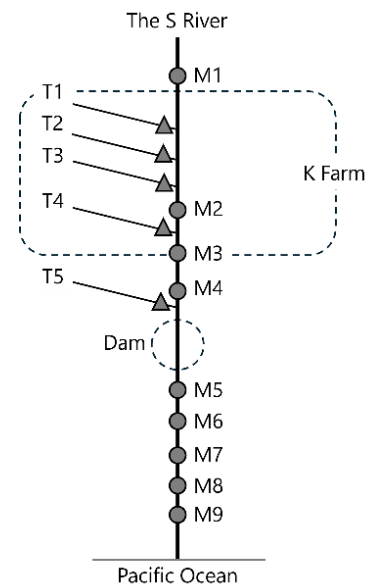 The S River
M1
T1
T2
T3
K Farm
T4
M2
M3
T5
M4
Dam
M5
M6
M7
M8
M9
Pacific Ocean